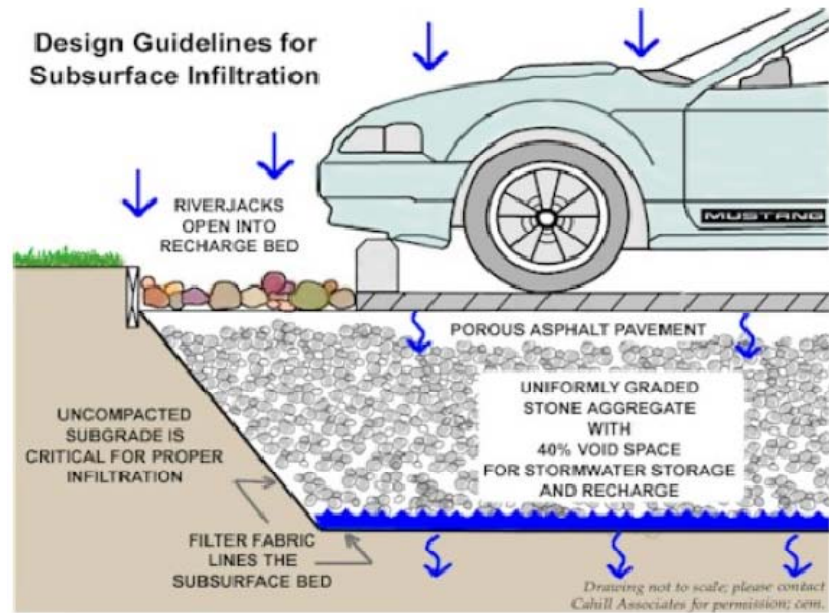 Design Guidelines for
Subsurface Infiltration
RIVERJACKS
OPEN INTO
RECHARGE BED
MUSTANG
POROUS ASPHALT PAVEMENT
UNIFORMLY GRADED
STONE AGGREGATE
WITH
40% VOID SPACE
FOR STORMWATER STORAGE
AND RECHARGE
UNCOMPACTED
SUBGRADE IS
CRITICAL FOR PROPER
INFILTRATION
FILTER FABRIC
LINES THE
SUBSURFACE BED
Drawing not to scale; please contact
Cahill Associates for permission;